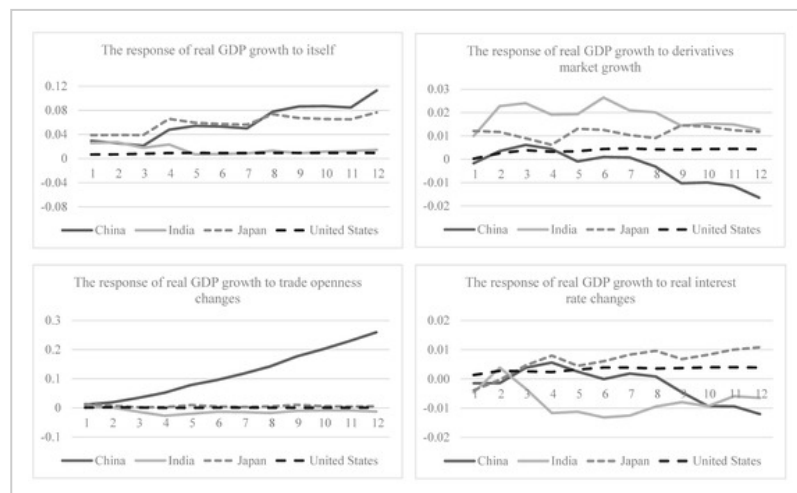 The response of real GDP growth to itself
0.12
0.08
0.04
0
-0.04
-0.08
1 2 3 4 5 6 7 8 9 10 11 12
China India Japan United States
The response of real GDP growth to derivatives
market growth
0.03
0.02
0.01
0
-0.01
-0.02
1 2 3 4 5 6 7 8 9 10 11 12
China India Japan United States
The response of real GDP growth to trade openness
changes
0.3
0.2
0.1
0
-0.1
1 2 3 4 5 6 7 8 9 10 11 12
China India Japan United States
The response of real GDP growth to real interest
rate changes
0.02
0.01
0.00
-0.01
-0.02
1 2 3 4 5 6 7 8 9 10 11 12
China India Japan United States